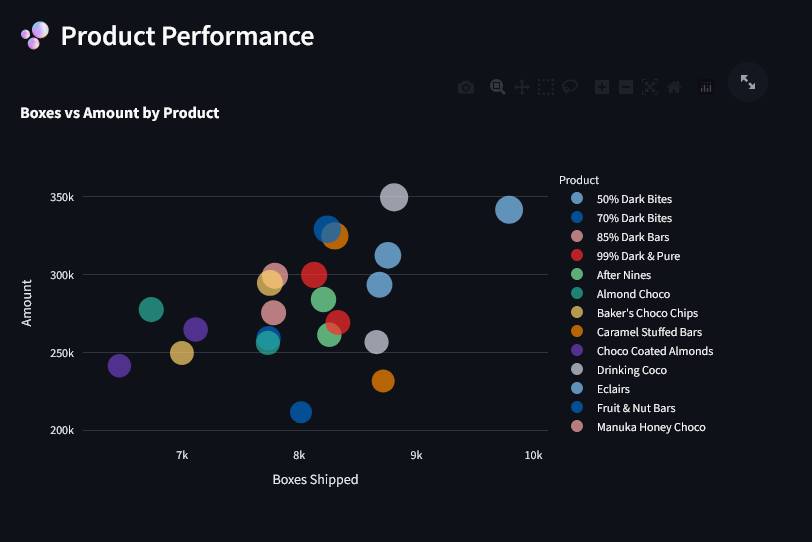 Product Performance
Boxes vs Amount by Product
Product
50% Dark Bites
70% Dark Bites
85% Dark Bars
99% Dark & Pure
After Nines
Almond Choco
Baker's Choco Chips
Caramel Stuffed Bars
Choco Coated Almonds
Drinking Coco
Eclairs
Fruit & Nut Bars
Manuka Honey Choco
Amount
350k
300k
250k
200k
7k 8k 9k 10k
Boxes Shipped